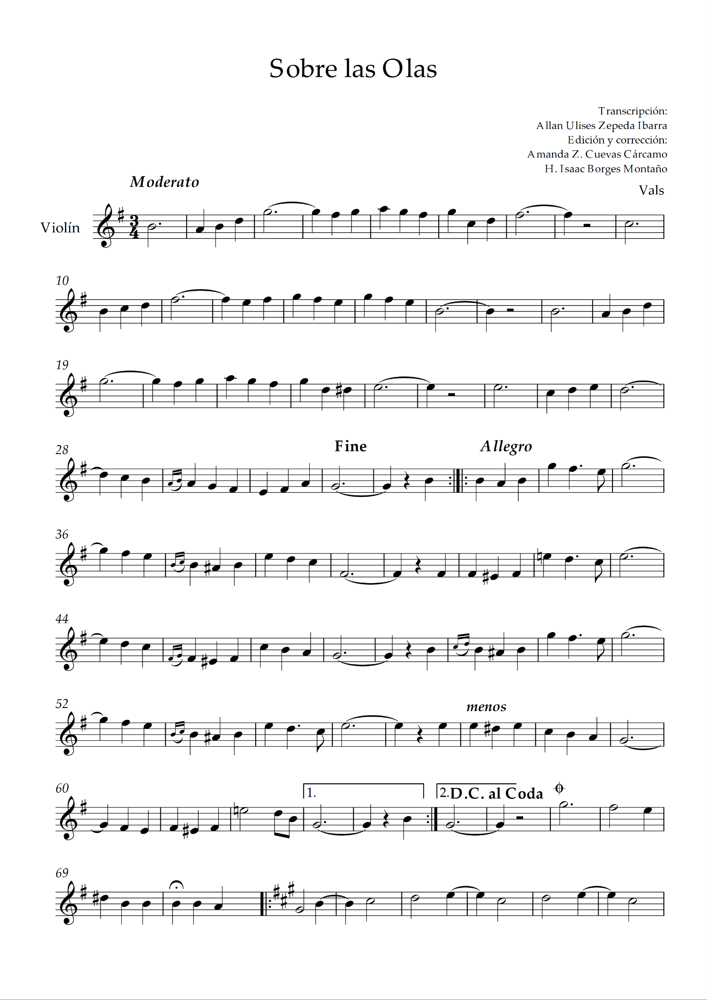 Sobre las Olas
Transcripción:
Allan Ulises Zepeda Ibarra
Edición y corrección:
Amanda Z. Cuevas Cárcamo
H. Isaac Borges Montaño
Moderato
Vals
Violín
3
4
10
19
28
Fine
Allegro
36
44
52
menos
60
1.
2. D.C. al Coda
69